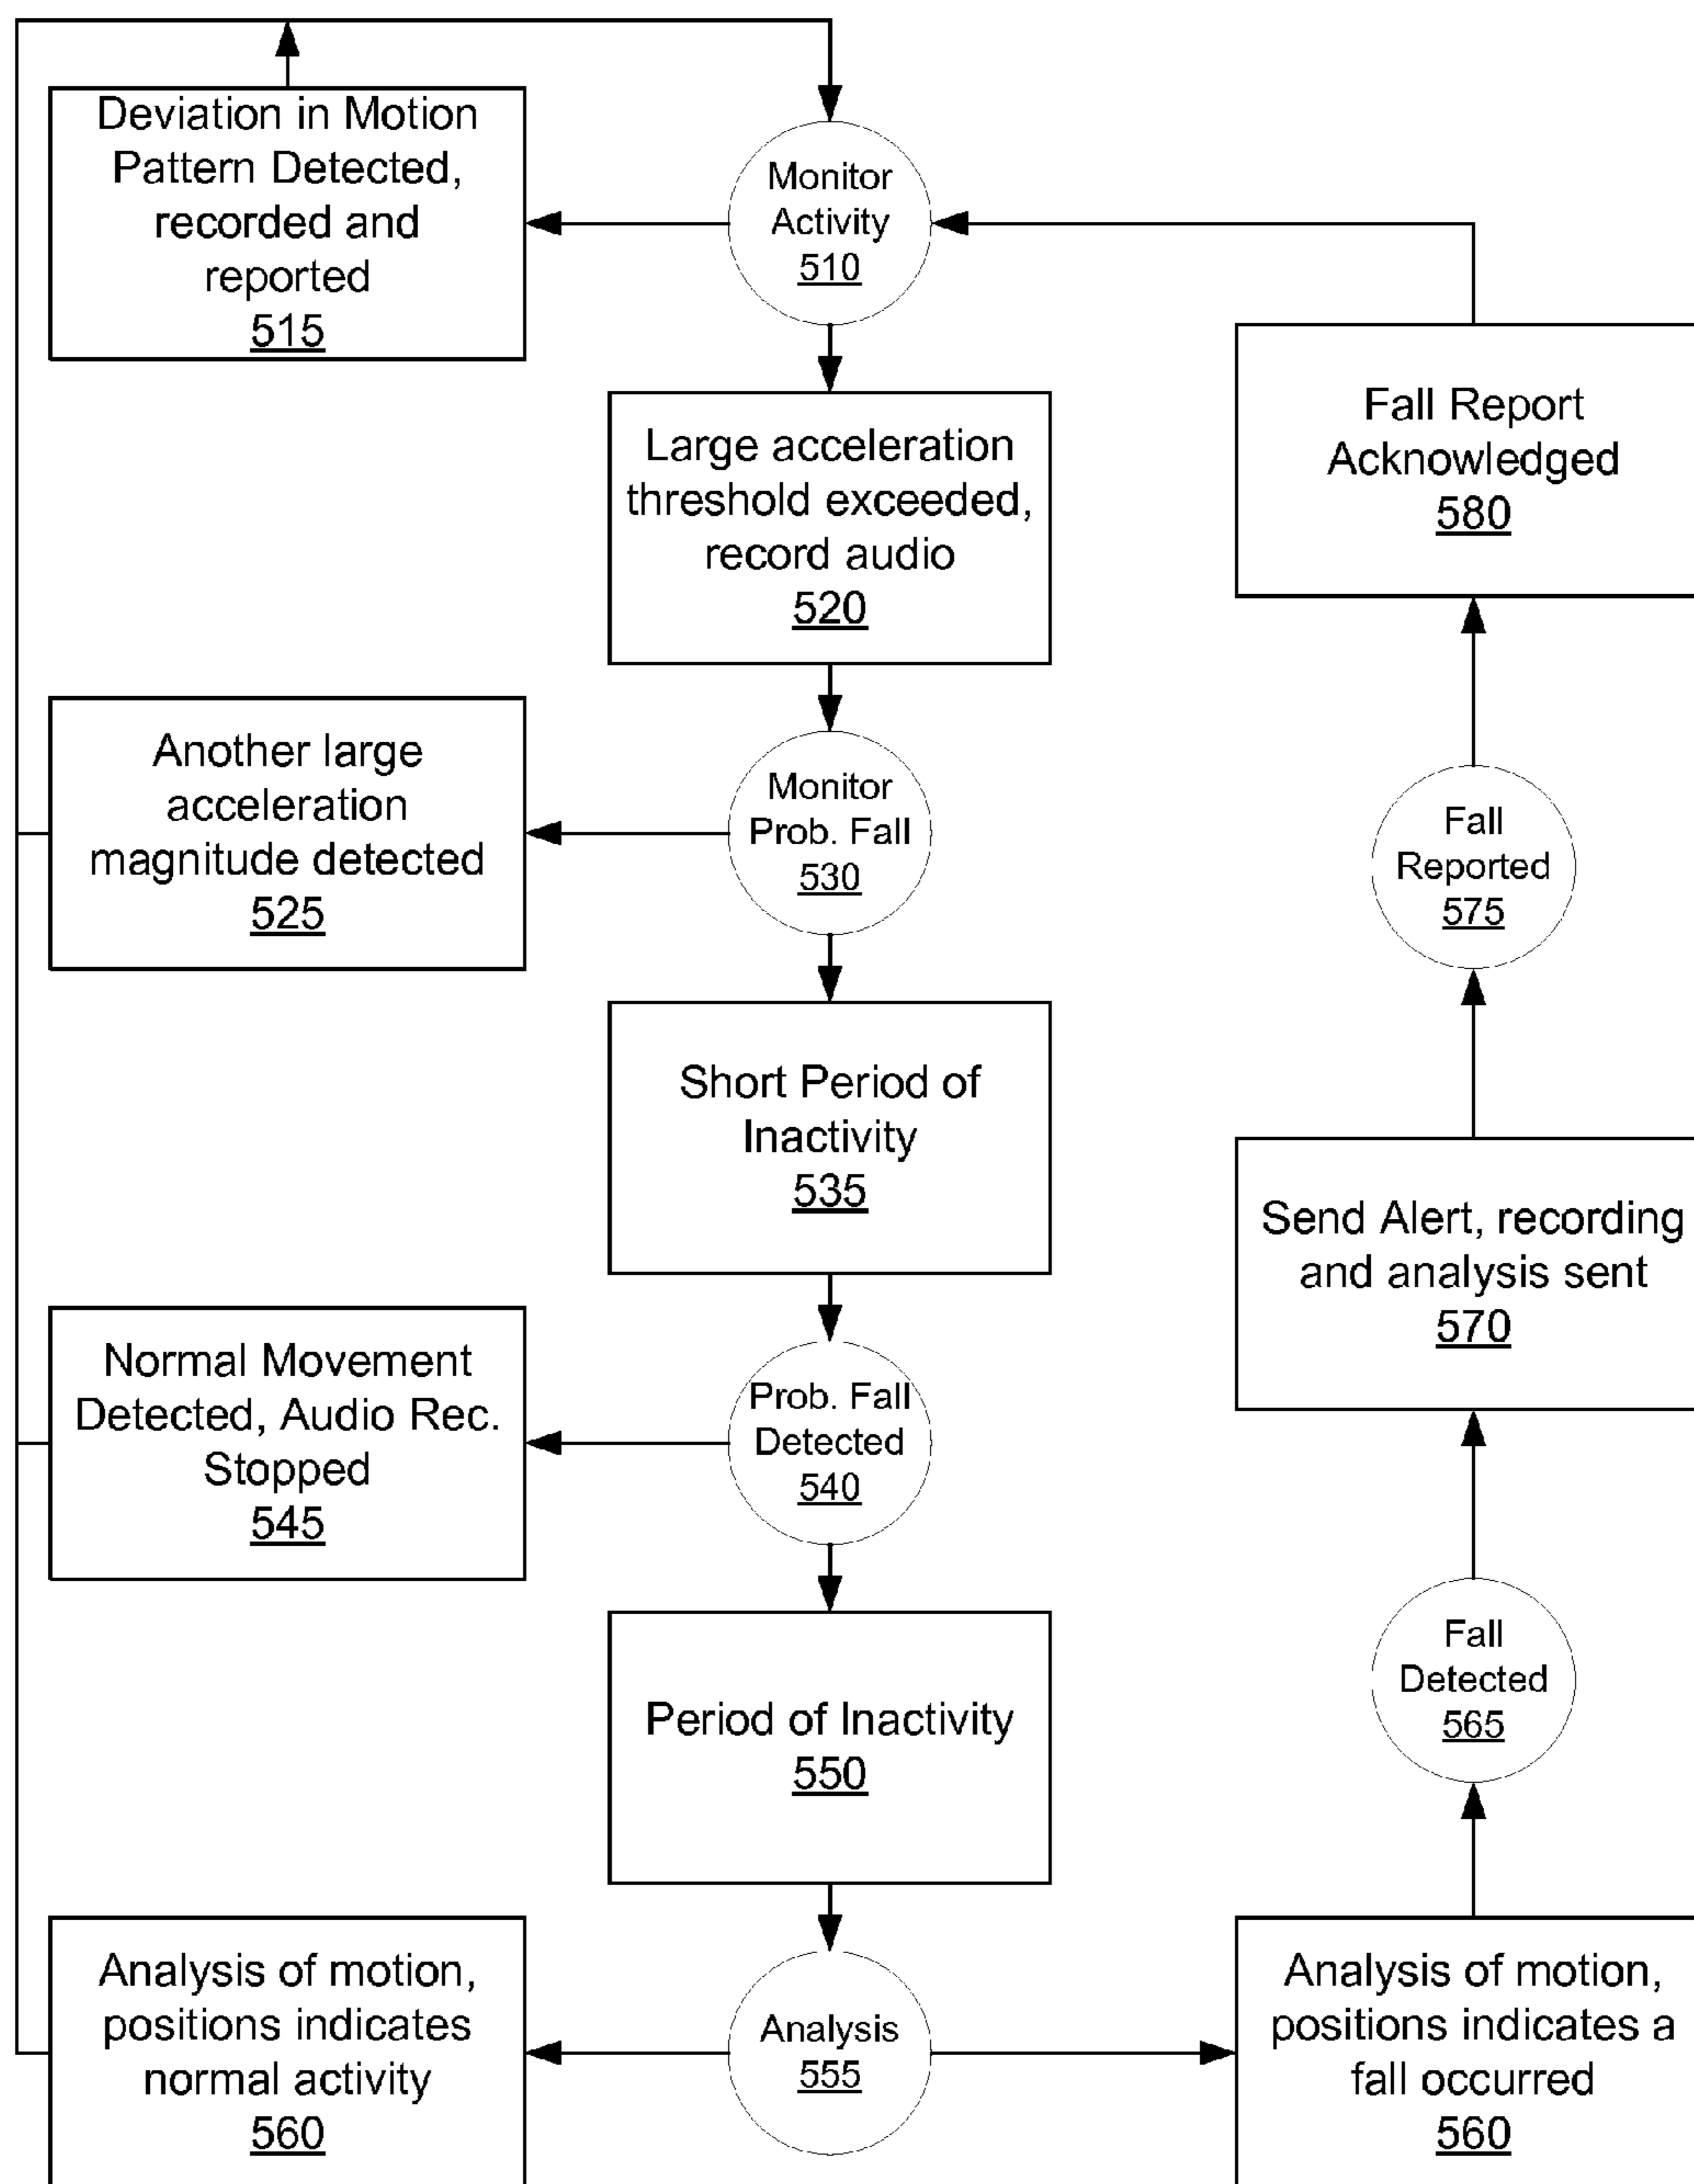 Deviation in Motion
Pattern Detected,
recorded and
reported
515
Monitor
Activity
510
Large acceleration
threshold exceeded,
record audio
520
Fall Report
Acknowledged
580
Another large
acceleration
magnitude detected
525
Monitor
Prob. Fall
530
Fall
Reported
575
Short Period of
Inactivity
535
Send Alert, recording
and analysis sent
570
Normal Movement
Detected, Audio Rec.
Stopped
545
Prob. Fall
Detected
540
Period of Inactivity
550
Fall
Detected
565
Analysis of motion,
positions indicates
normal activity
560
Analysis
555
Analysis of motion,
positions indicates a
fall occurred
560